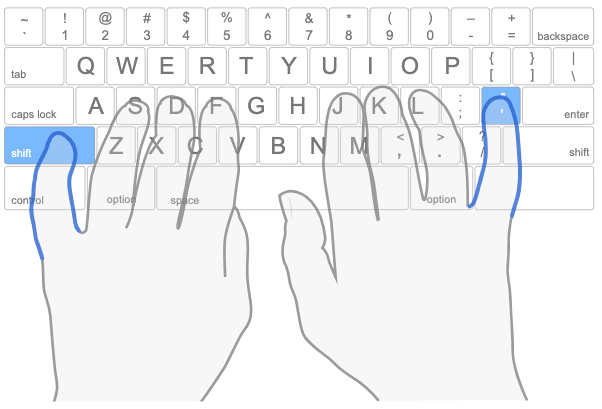 ~ ! @ # $ % ^ & * ( ) – +
` 1 2 3 4 5 6 7 8 9 0 - = backspace
tab Q W E R T Y U I O P { [ } ] | \
caps lock A S D F G H J K L : ; " ' enter
shift Z X C V B N M < , > . ? / shift
control option space option